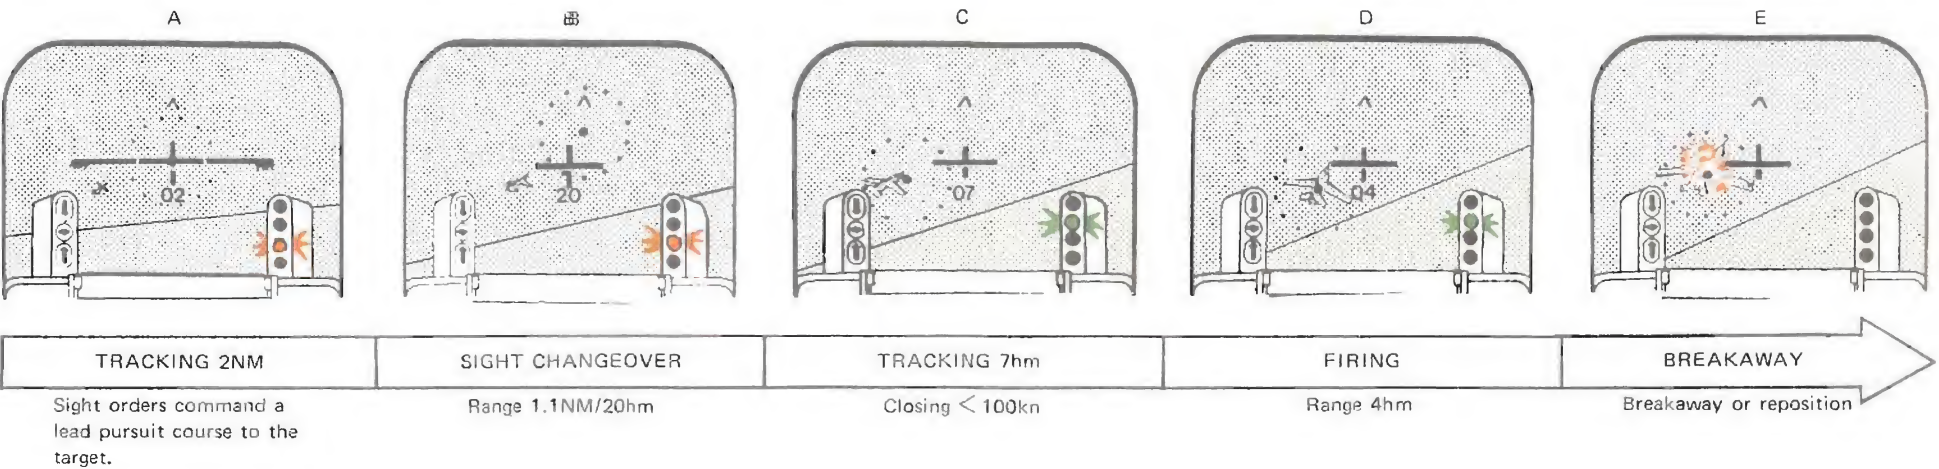 A
B
C
D
E
02
20
07
04
TRACKING 2NM
SIGHT CHANGEOVER
TRACKING 7hm
FIRING
BREAKAWAY
Sight orders command a
lead pursuit course to the
target.
Range 1.1NM/20hm
Closing < 100kn
Range 4hm
Breakaway or reposition